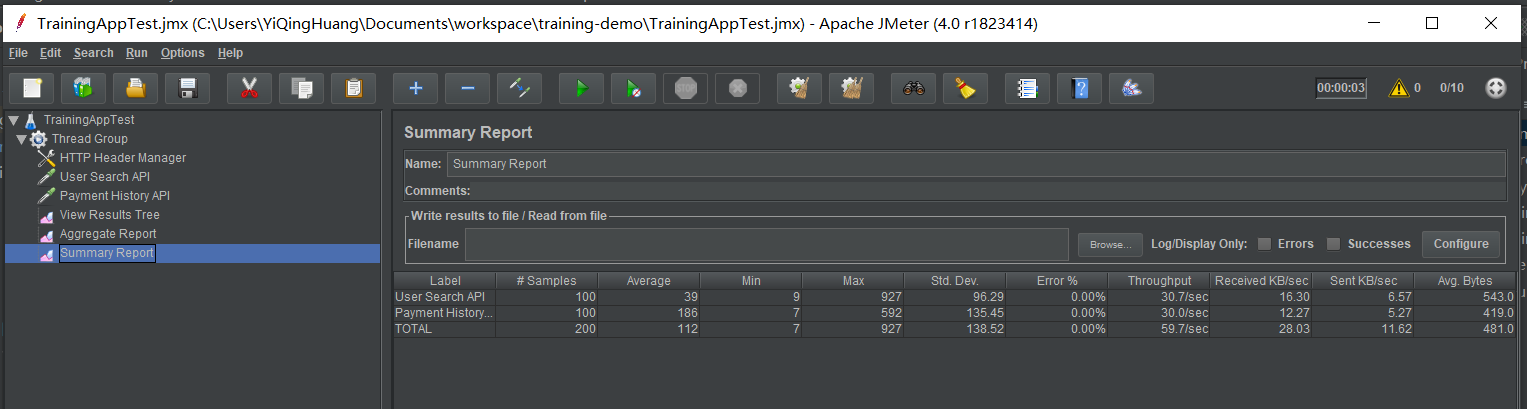 TrainingAppTest.jmx (C:\Users\YiQingHuang\Documents\workspace\training-demo\TrainingAppTest.jmx) - Apache JMeter (4.0 r1823414)
File Edit Search Run Options Help
STOP 00:00:03 0 0/10
TrainingAppTest
Thread Group
HTTP Header Manager
User Search API
Payment History API
View Results Tree
Aggregate Report
Summary Report
Summary Report
Name: Summary Report
Comments:
Write results to file / Read from file
Filename Browse... Log/Display Only: Errors Successes Configure
Label # Samples Average Min Max Std. Dev. Error % Throughput Received KB/sec Sent KB/sec Avg. Bytes
User Search API 100 39 9 927 96.29 0.00% 30.7/sec 16.30 6.57 543.0
Payment History... 100 186 7 592 135.45 0.00% 30.0/sec 12.27 5.27 419.0
TOTAL 200 112 7 927 138.52 0.00% 59.7/sec 28.03 11.62 481.0